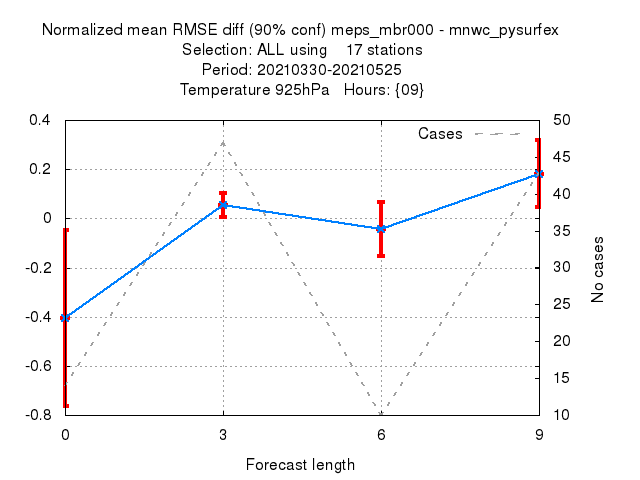 Normalized mean RMSE diff (90% conf) meps_mbr000 - mnwc_pysurfex
Selection: ALL using    17 stations
Period: 20210330-20210525
Temperature 925hPa   Hours: {09}
Cases
0.4
0.2
0
-0.2
-0.4
-0.6
-0.8
50
45
40
35
30
25
20
15
10
No cases
0 3 6 9
Forecast length